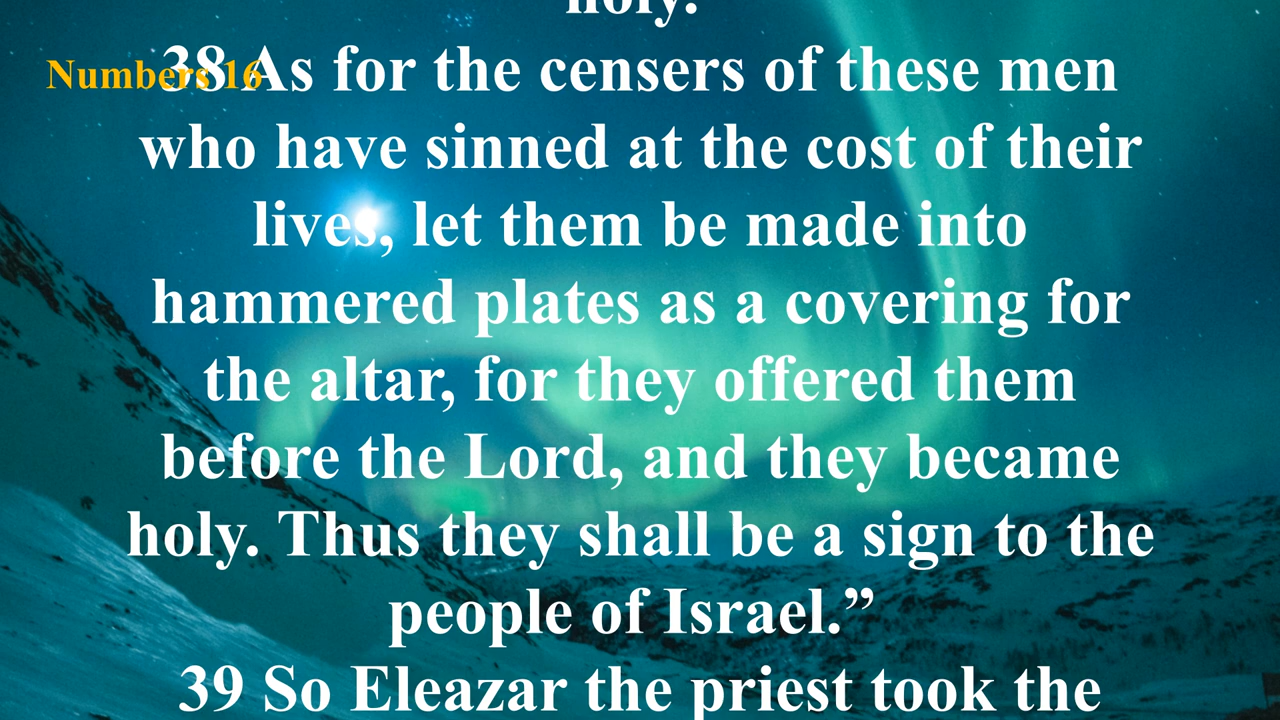 holy.
Numbers 16
38 As for the censers of these men
who have sinned at the cost of their
lives, let them be made into
hammered plates as a covering for
the altar, for they offered them
before the Lord, and they became
holy. Thus they shall be a sign to the
people of Israel.”
39 So Eleazar the priest took the